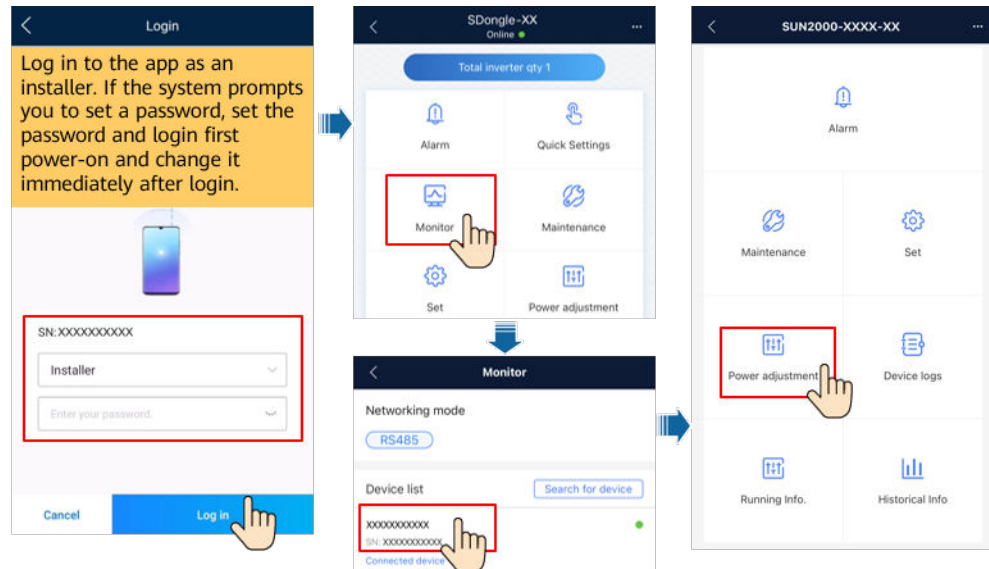 Login
Log in to the app as an
installer. If the system prompts
you to set a password, set the
password and login first
power-on and change it
immediately after login.
SN:XXXXXXXXXX
Installer
Enter your password.
Cancel
Log in
SDongle-XX
Online
...
Total inverter qty 1
Alarm
Quick Settings
Monitor
Maintenance
Set
Power adjustment
Monitor
Networking mode
RS485
Device list
Search for device
XXXXXXXXXXX
SN: XXXXXXXXXXX
Connected device
SUN2000-XXXX-XX
...
Alarm
Maintenance
Set
Power adjustment
Device logs
Running Info.
Historical Info